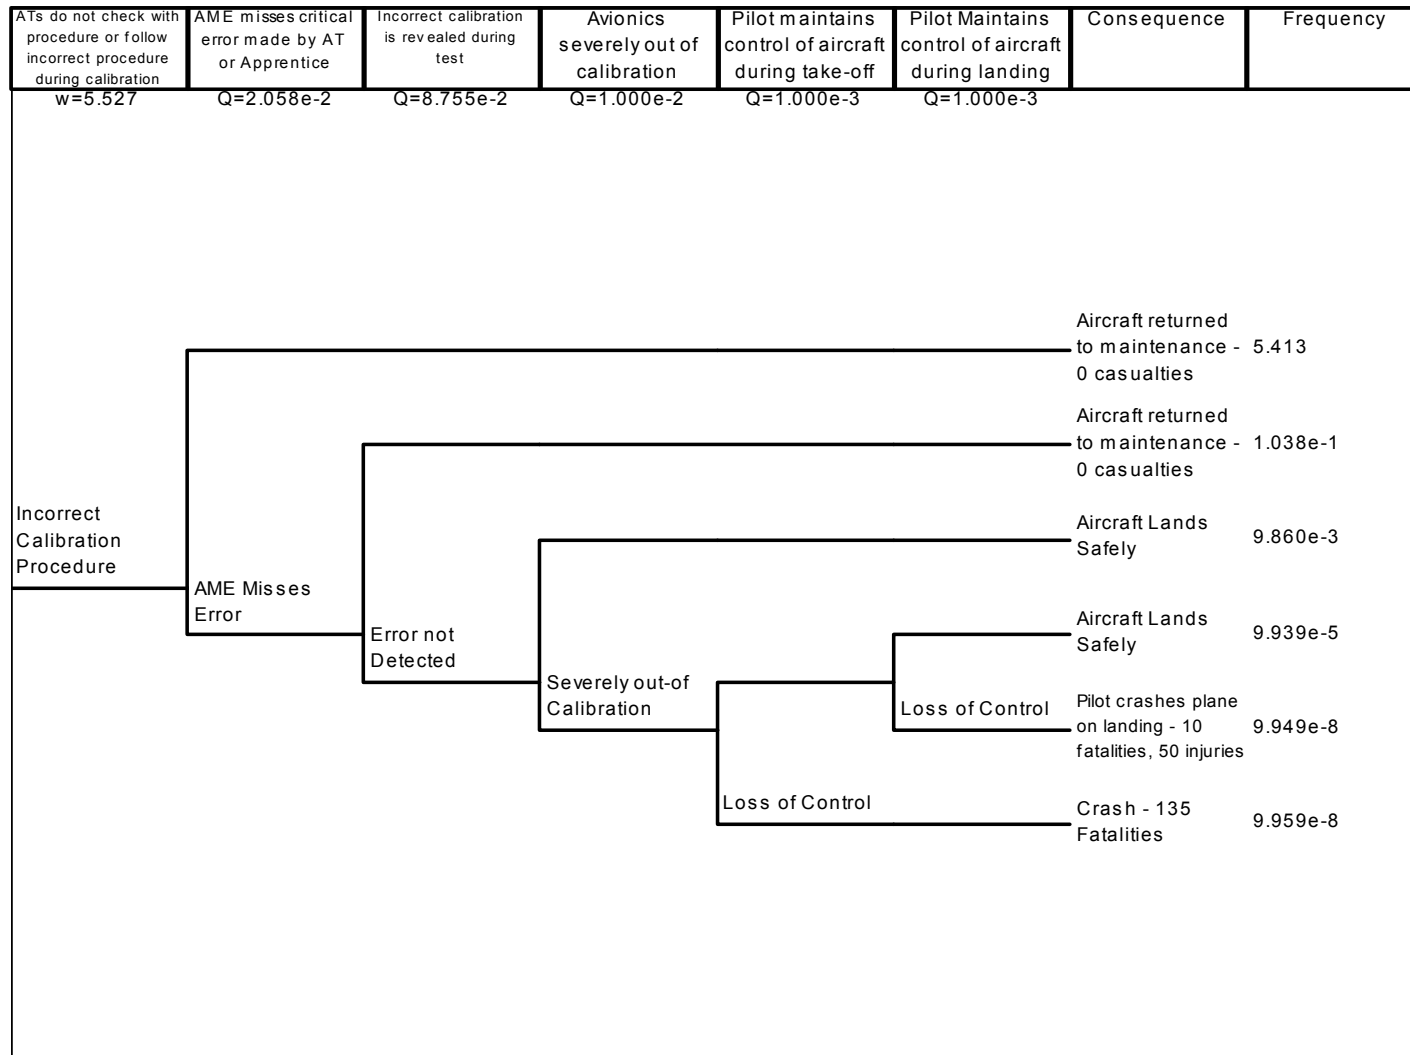 ATs do not check with
procedure or follow
incorrect procedure
during calibration
w=5.527
AME misses critical
error made by AT
or Apprentice
Q=2.058e-2
Incorrect calibration
is revealed during
test
Q=8.755e-2
Avionics
severely out of
calibration
Q=1.000e-2
Pilot maintains
control of aircraft
during take-off
Q=1.000e-3
Pilot Maintains
control of aircraft
during landing
Q=1.000e-3
Consequence
Frequency
Aircraft returned
to maintenance -
0 casualties
5.413
Aircraft returned
to maintenance -
0 casualties
1.038e-1
Incorrect
Calibration
Procedure
Aircraft Lands
Safely
9.860e-3
AME Misses
Error
Error not
Detected
Aircraft Lands
Safely
9.939e-5
Severely out-of
Calibration
Loss of Control
Pilot crashes plane
on landing - 10
fatalities, 50 injuries
9.949e-8
Loss of Control
Crash - 135
Fatalities
9.959e-8